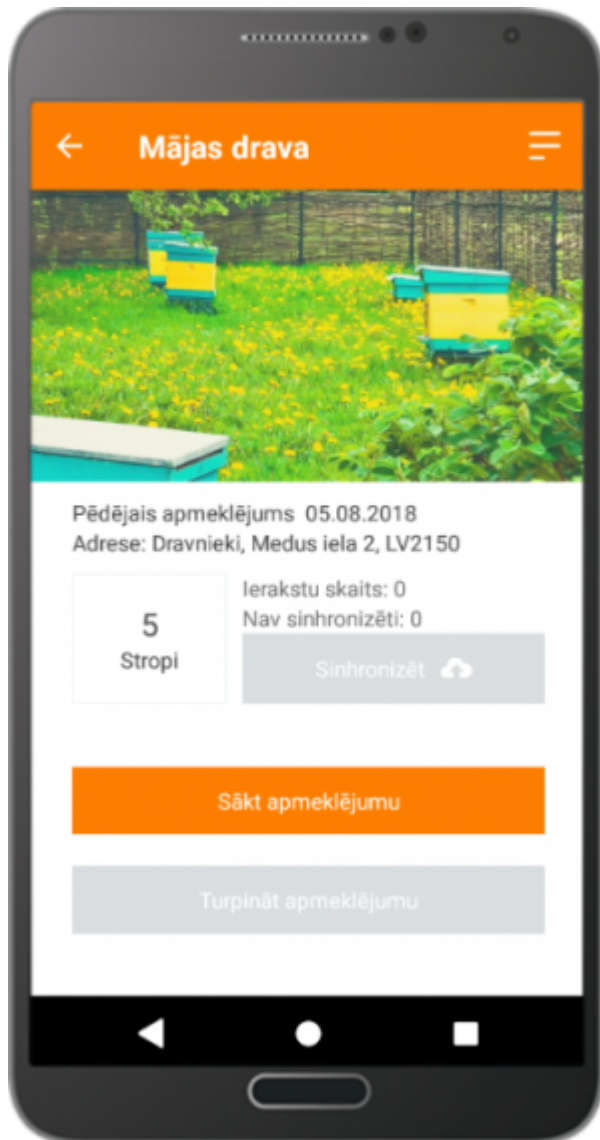 Mājas drava
Pēdējais apmeklējums 05.08.2018
Adrese: Dravnieki, Medus iela 2, LV2150
5
Stropi
Ierakstu skaits: 0
Nav sinhronizēti: 0
Sinhronizēt
Sākt apmeklējumu
Turpināt apmeklējumu